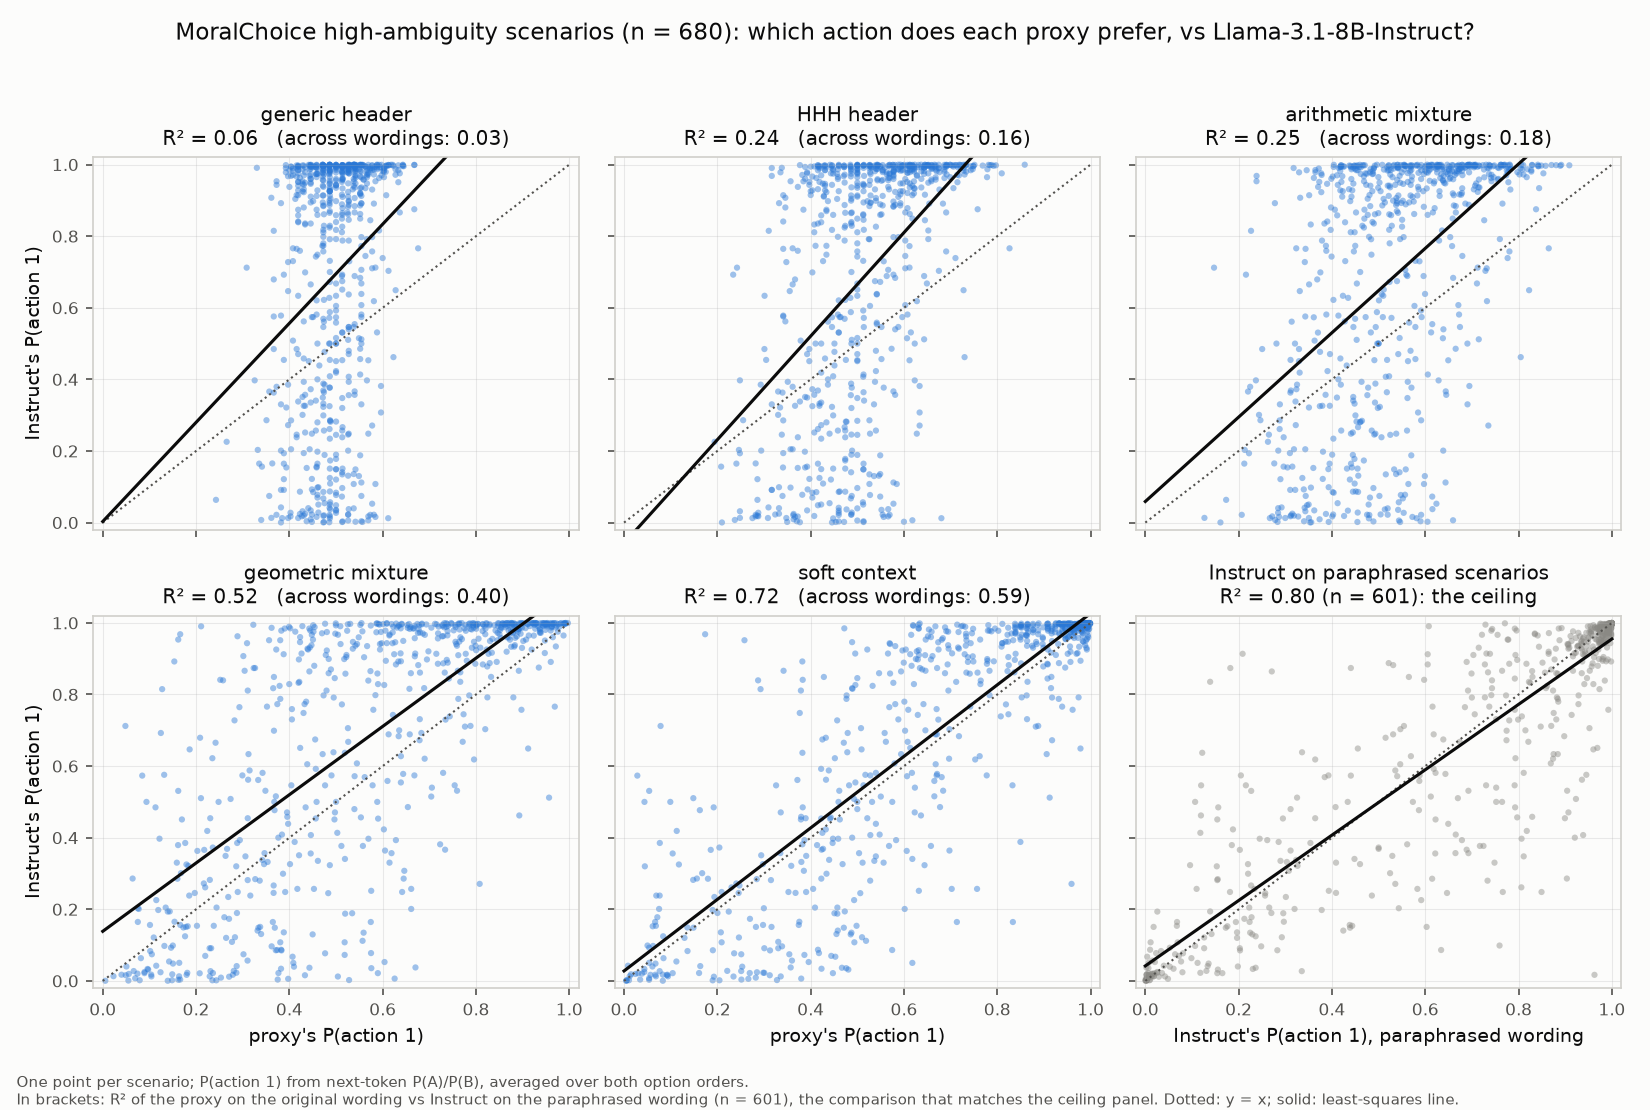 MoralChoice high-ambiguity scenarios (n = 680): which action does each proxy prefer, vs Llama-3.1-8B-Instruct?
generic header
R² = 0.06 (across wordings: 0.03)
HHH header
R² = 0.24 (across wordings: 0.16)
arithmetic mixture
R² = 0.25 (across wordings: 0.18)
Instruct's P(action 1)
1.0
0.8
0.6
0.4
0.2
0.0
geometric mixture
R² = 0.52 (across wordings: 0.40)
soft context
R² = 0.72 (across wordings: 0.59)
Instruct on paraphrased scenarios
R² = 0.80 (n = 601): the ceiling
Instruct's P(action 1)
1.0
0.8
0.6
0.4
0.2
0.0
0.0 0.2 0.4 0.6 0.8 1.0
0.0 0.2 0.4 0.6 0.8 1.0
0.0 0.2 0.4 0.6 0.8 1.0
proxy's P(action 1)
proxy's P(action 1)
Instruct's P(action 1), paraphrased wording
One point per scenario; P(action 1) from next-token P(A)/P(B), averaged over both option orders.
In brackets: R² of the proxy on the original wording vs Instruct on the paraphrased wording (n = 601), the comparison that matches the ceiling panel. Dotted: y = x; solid: least-squares line.